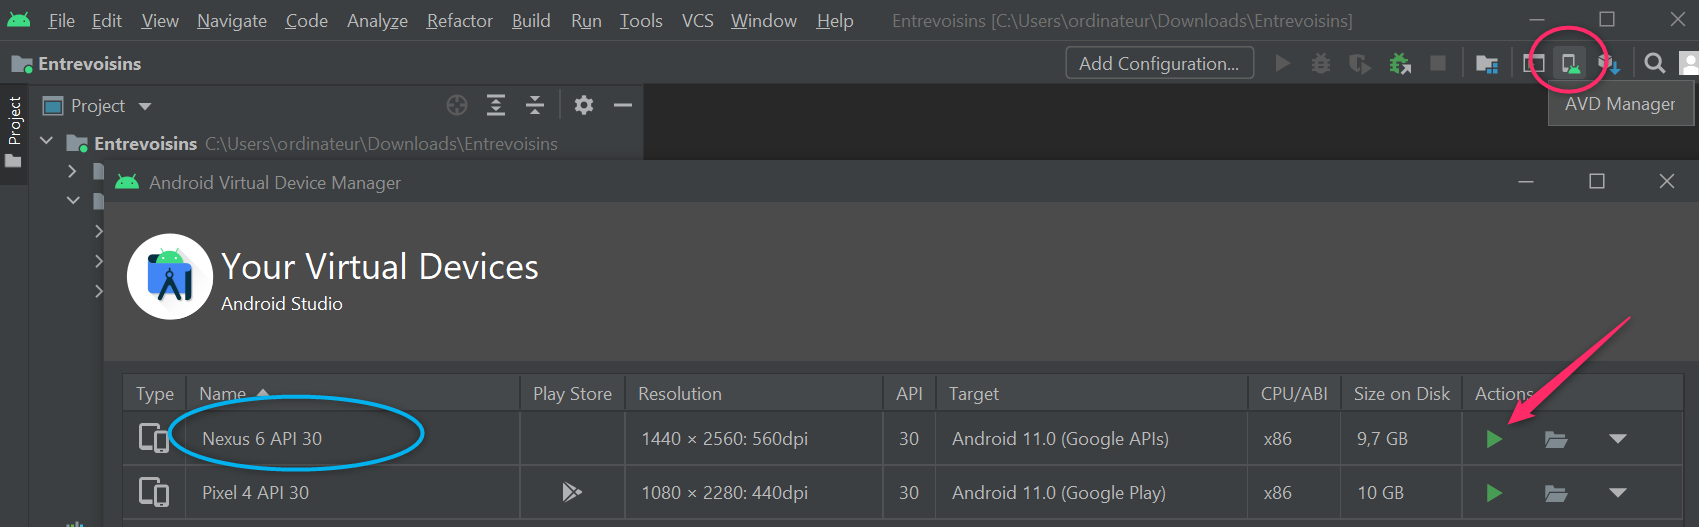 File Edit View Navigate Code Analyze Refactor Build Run Tools VCS Window Help Entrevoisins [C:\Users\ordinateur\Downloads\Entrevoisins]
Entrevoisins Add Configuration...
AVD Manager
Project
Project
Entrevoisins C:\Users\ordinateur\Downloads\Entrevoisins
Android Virtual Device Manager
Your Virtual Devices
Android Studio
Type Name Play Store Resolution API Target CPU/ABI Size on Disk Actions
Nexus 6 API 30 1440 × 2560: 560dpi 30 Android 11.0 (Google APIs) x86 9,7 GB
Pixel 4 API 30 1080 × 2280: 440dpi 30 Android 11.0 (Google Play) x86 10 GB